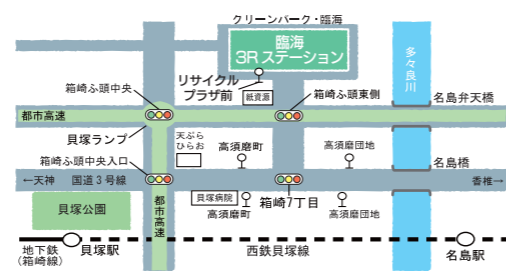 クリーンパーク・臨海
臨海
3Rステーション
多々良川
リサイクル
プラザ前
紙資源
箱崎ふ頭中央
箱崎ふ頭東側
名島弁天橋
都市高速
貝塚ランプ
天ぷら
ひらお
高須磨町
高須磨団地
箱崎ふ頭中央入口
名島橋
←天神
国道3号線
香椎→
貝塚公園
都市高速
貝塚病院
高須磨町
箱崎7丁目
高須磨団地
地下鉄
(箱崎線)
貝塚駅
西鉄貝塚線
名島駅